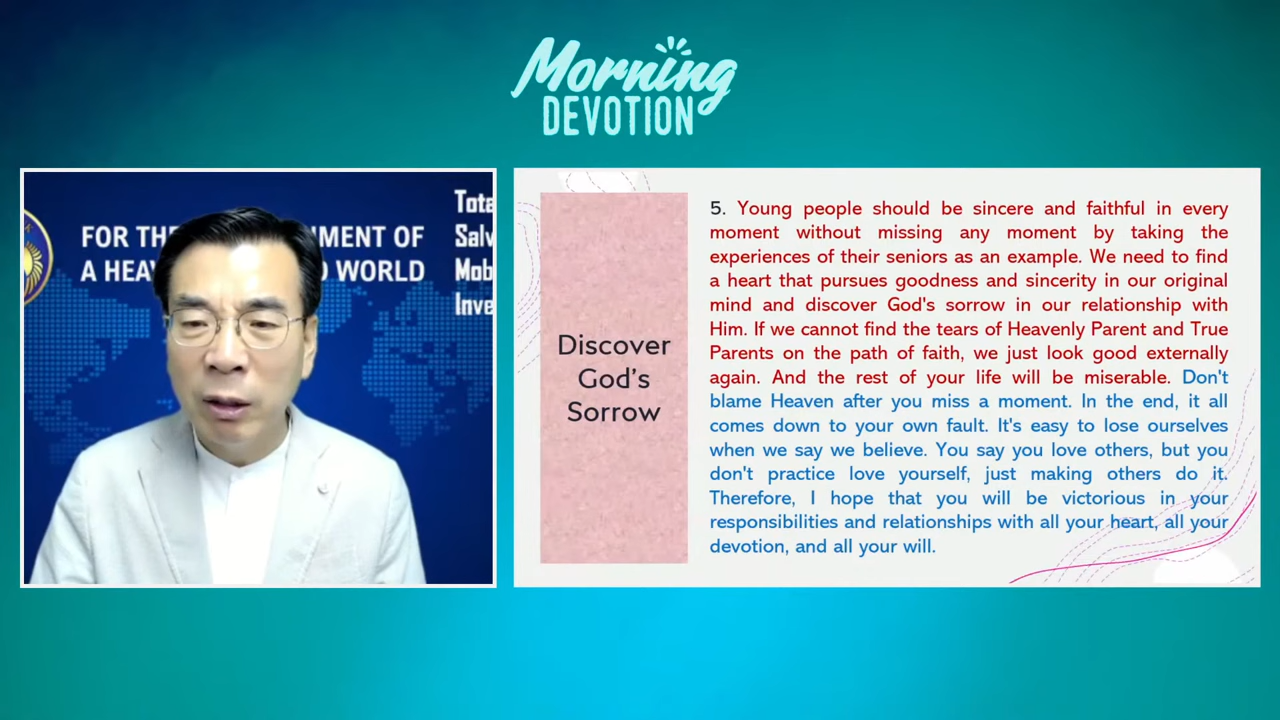 Morning
DEVOTION
FOR THE
MENT OF
A HEAV
D WORLD
Tota
Salv
Mob
Inve
Discover
God's
Sorrow
5. Young people should be sincere and faithful in every
moment without missing any moment by taking the
experiences of their seniors as an example. We need to find
a heart that pursues goodness and sincerity in our original
mind and discover God's sorrow in our relationship with
Him. If we cannot find the tears of Heavenly Parent and True
Parents on the path of faith, we just look good externally
again. And the rest of your life will be miserable. Don't
blame Heaven after you miss a moment. In the end, it all
comes down to your own fault. It's easy to lose ourselves
when we say we believe. You say you love others, but you
don't practice love yourself, just making others do it.
Therefore, I hope that you will be victorious in your
responsibilities and relationships with all your heart, all your
devotion, and all your will.